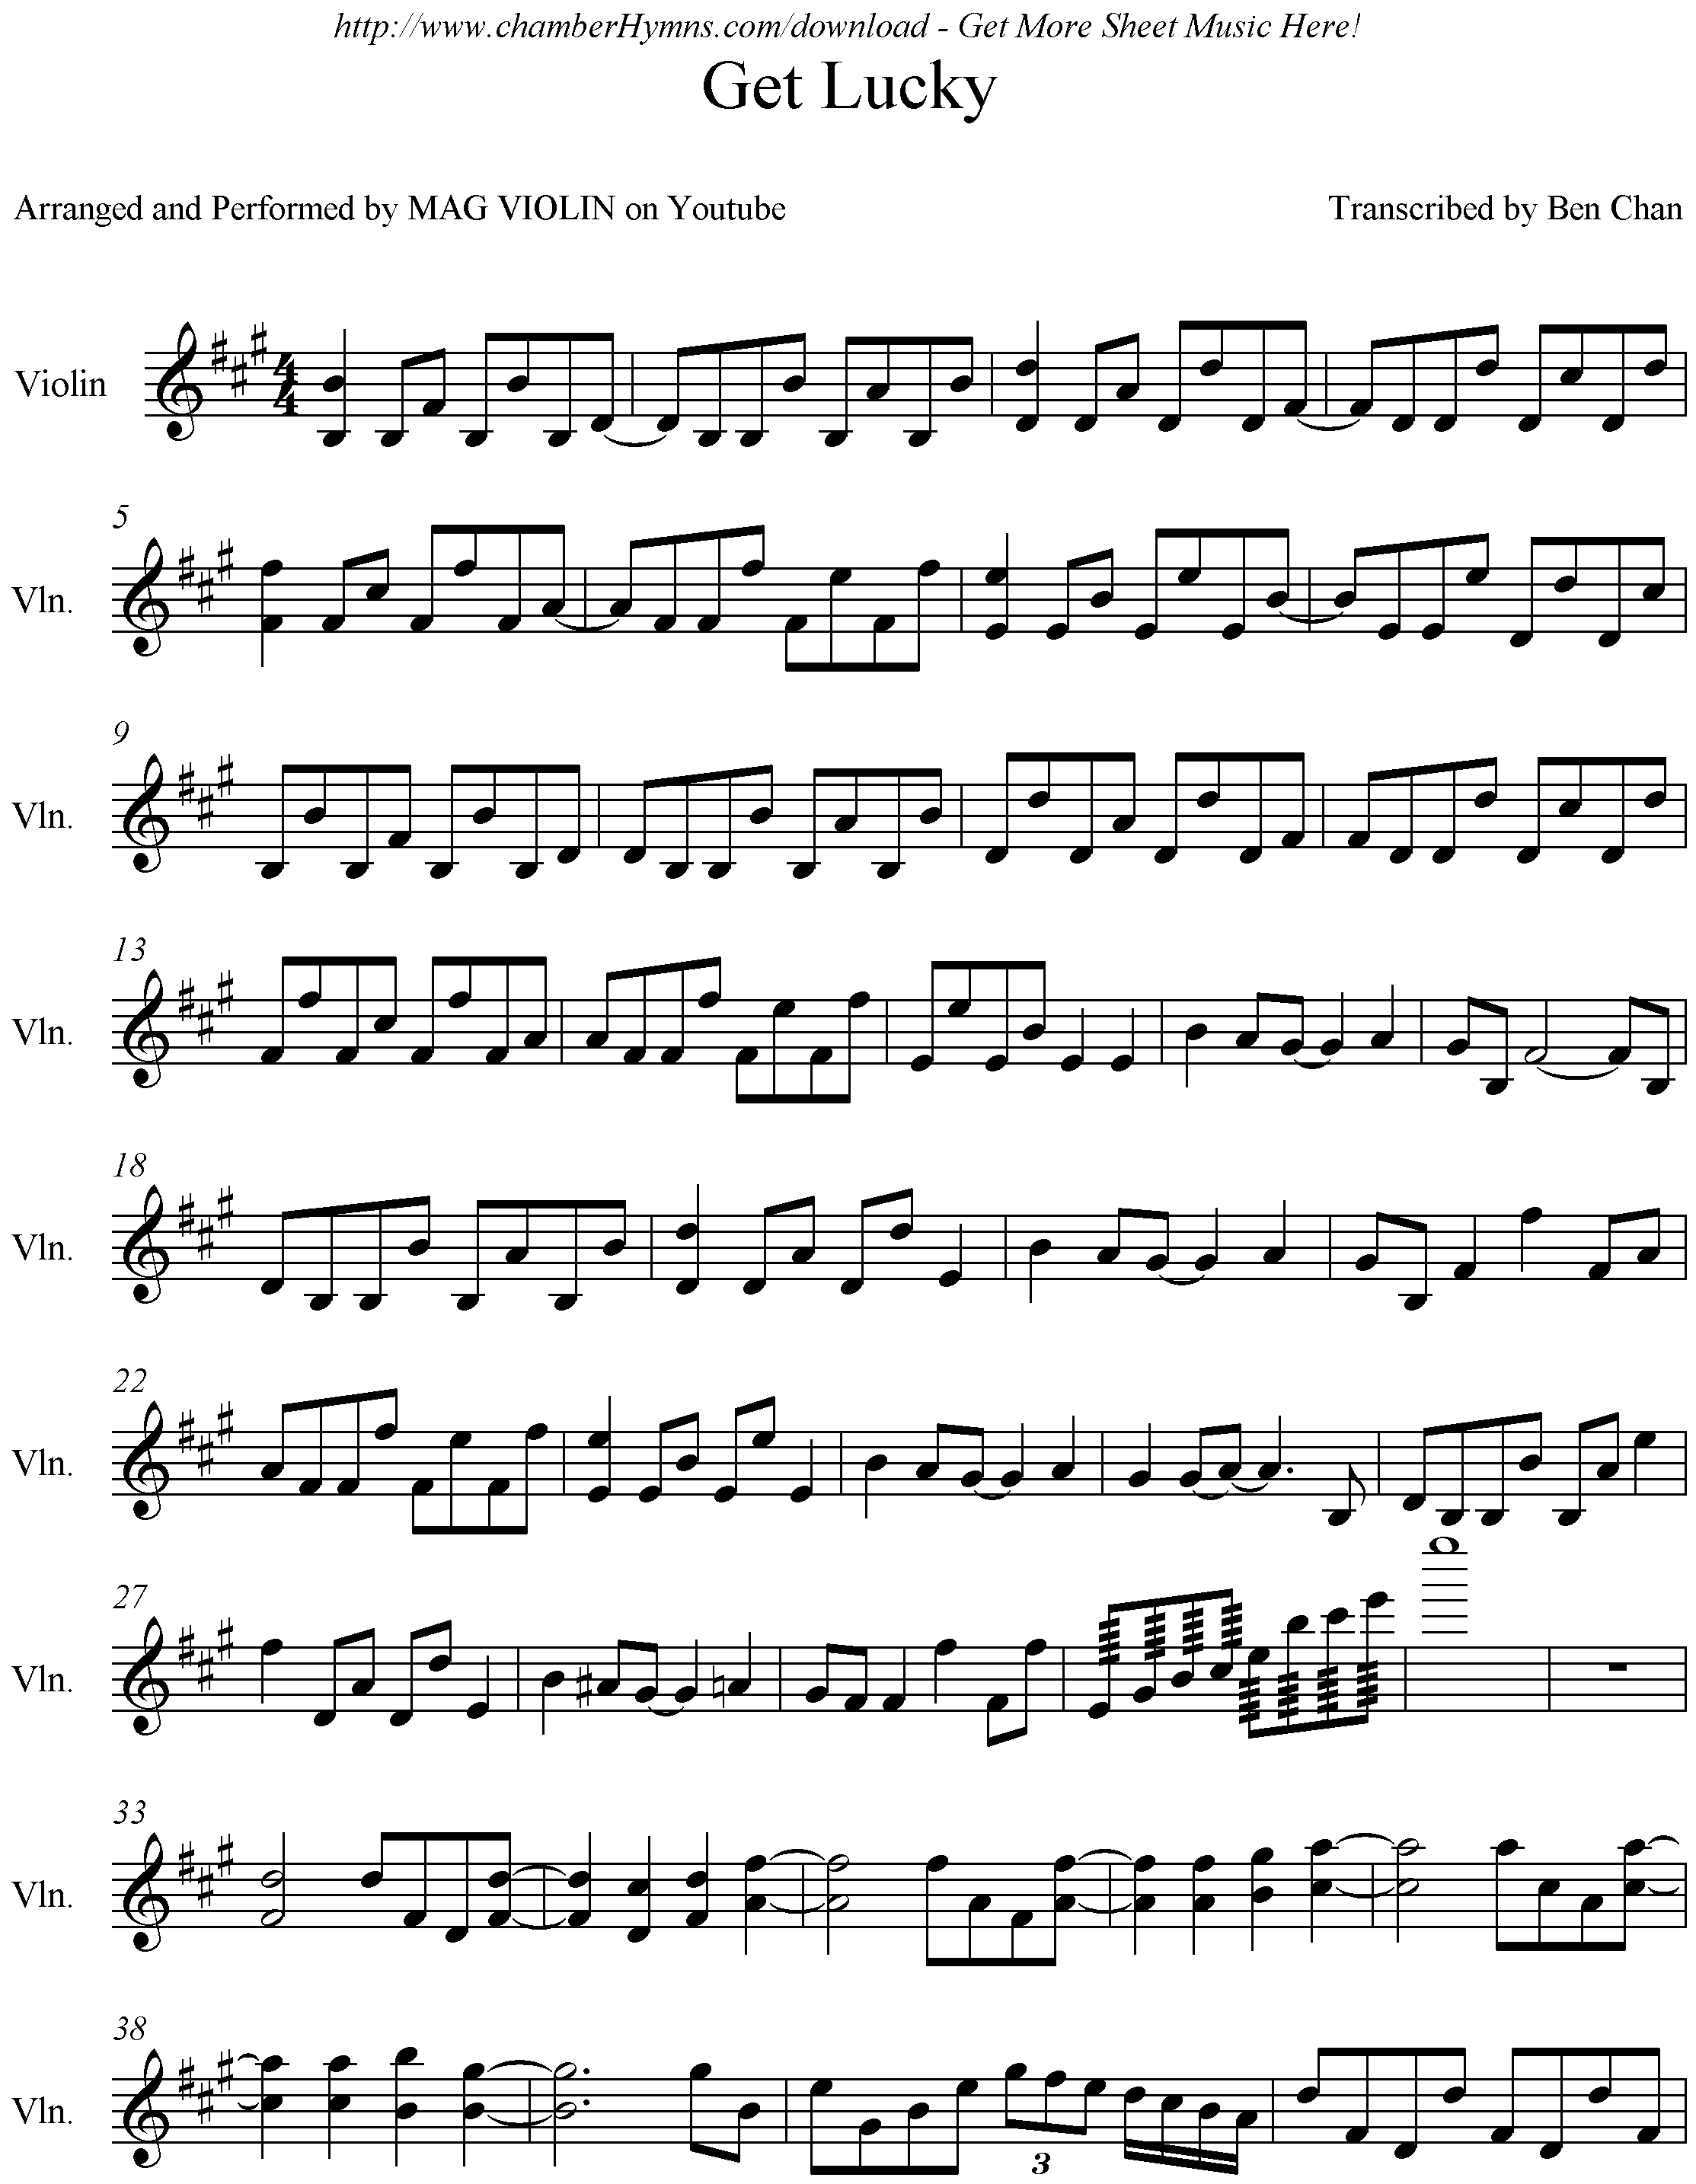 http://www.chamberHymns.com/download - Get More Sheet Music Here!
Get Lucky
Arranged and Performed by MAG VIOLIN on Youtube
Transcribed by Ben Chan
Violin
4
4
5
Vln.
9
Vln.
13
Vln.
18
Vln.
22
Vln.
27
Vln.
33
Vln.
38
Vln.
3